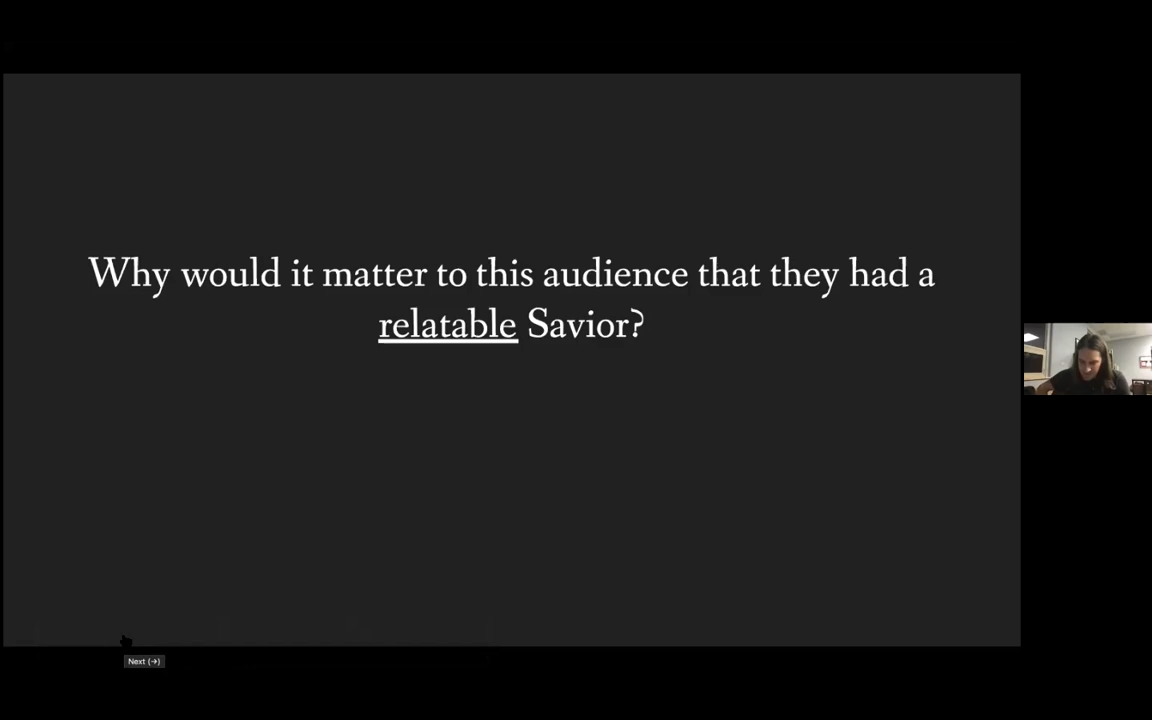 Why would it matter to this audience that they had a
relatable Savior?
Next (→)